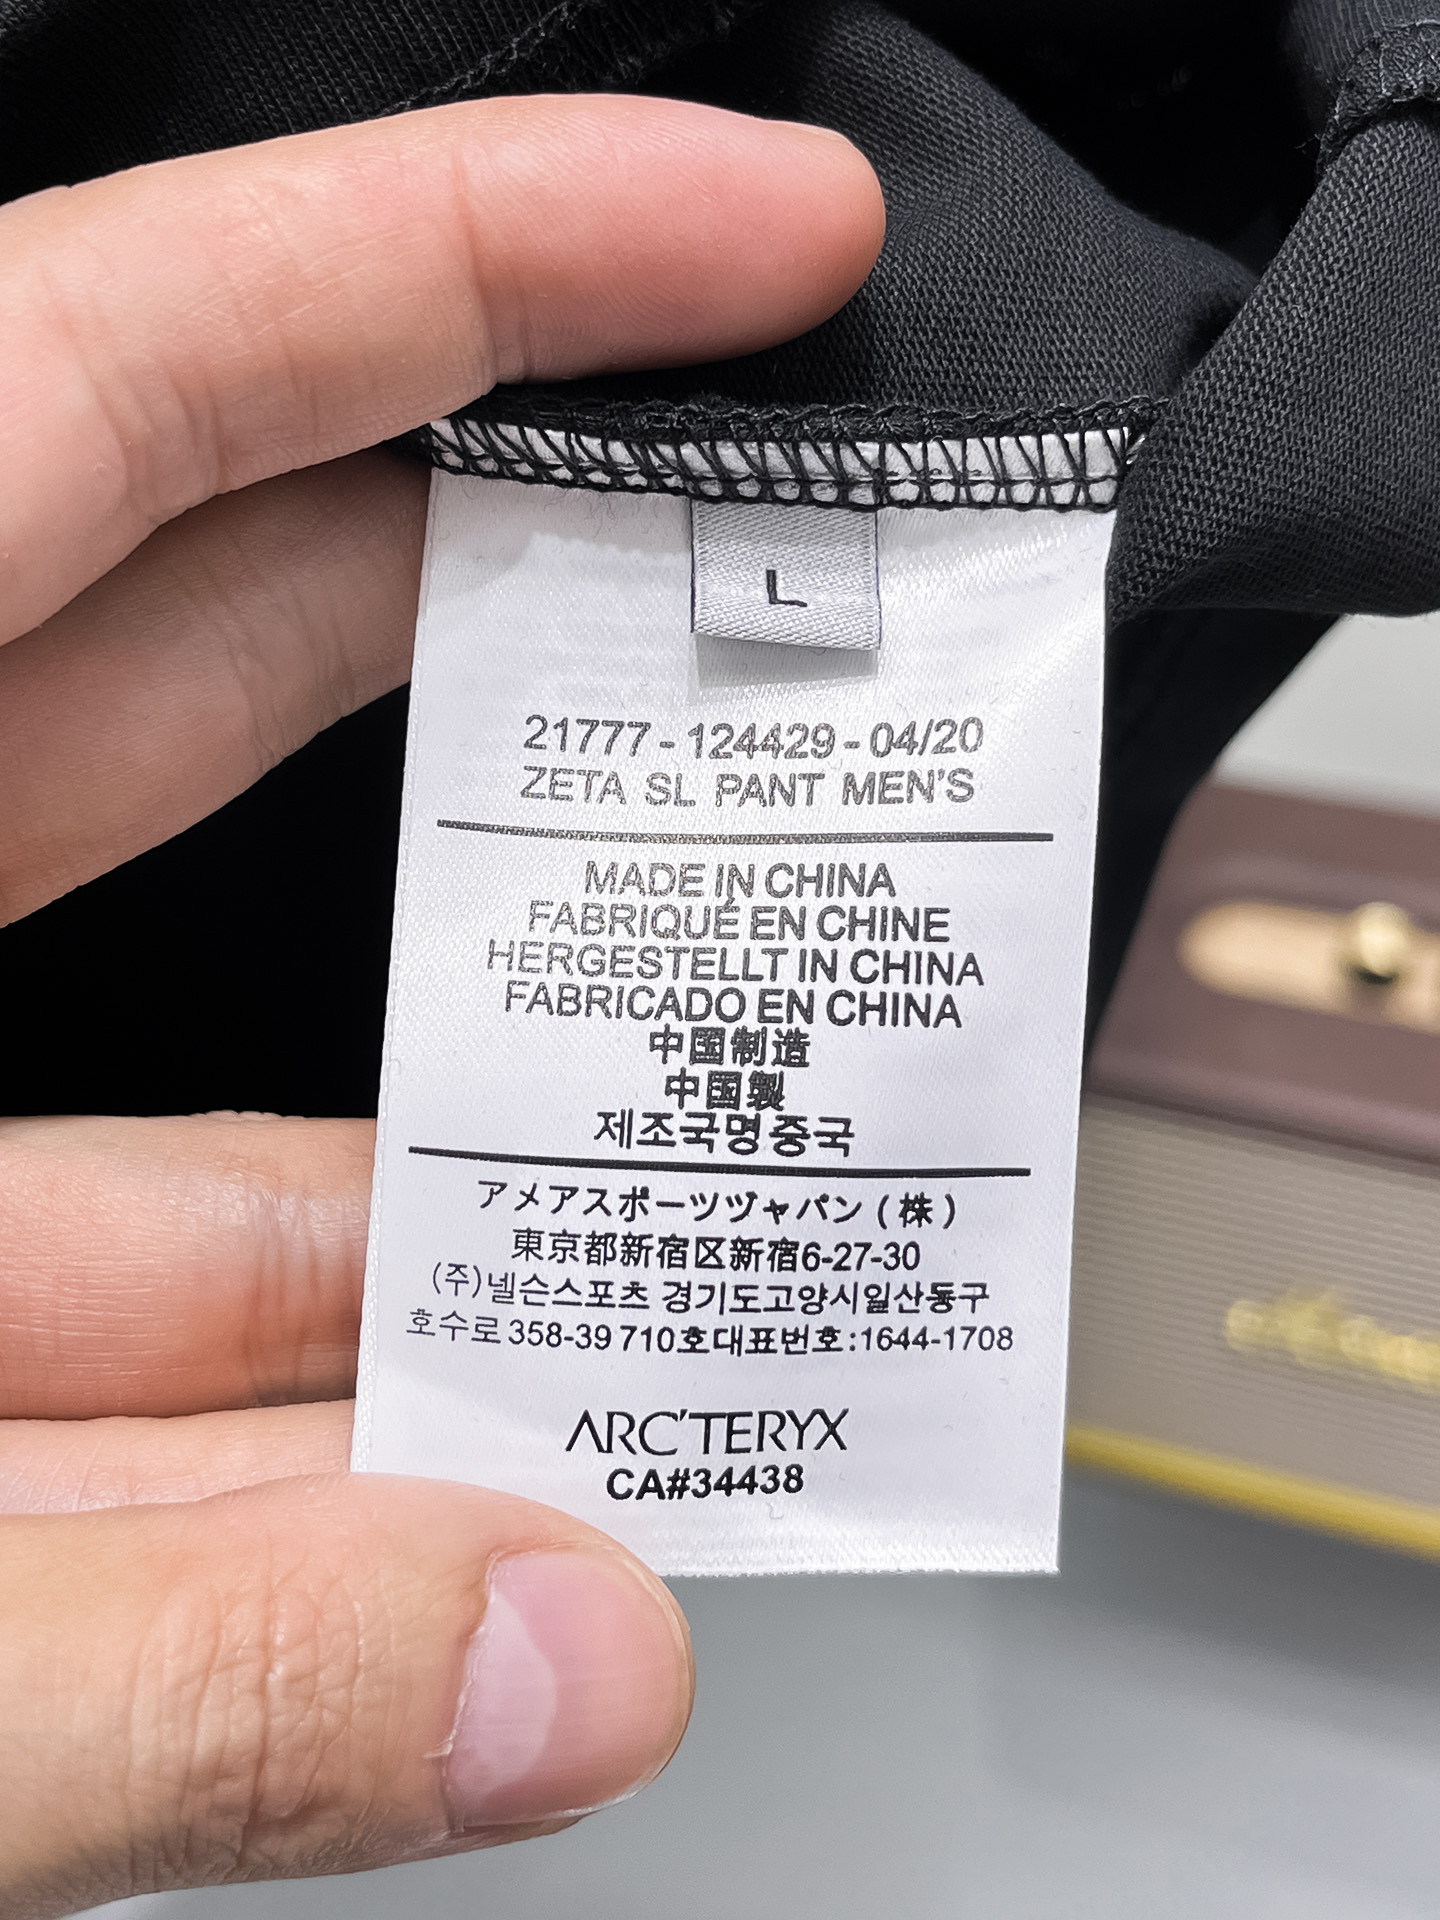 L
21777 - 124429 - 04/20
ZETA SL PANT MEN'S
MADE IN CHINA
FABRIQUÉ EN CHINE
HERGESTELLT IN CHINA
FABRICADO EN CHINA
中国制造
中国製
제조국명중국
アメアスポーツヅャパン(株)
東京都新宿区新宿6-27-30
(주)넬슨스포츠 경기도고양시일산동구
호수로358-39 710호대표번호:1644-1708
ARC'TERYX
CA#34438